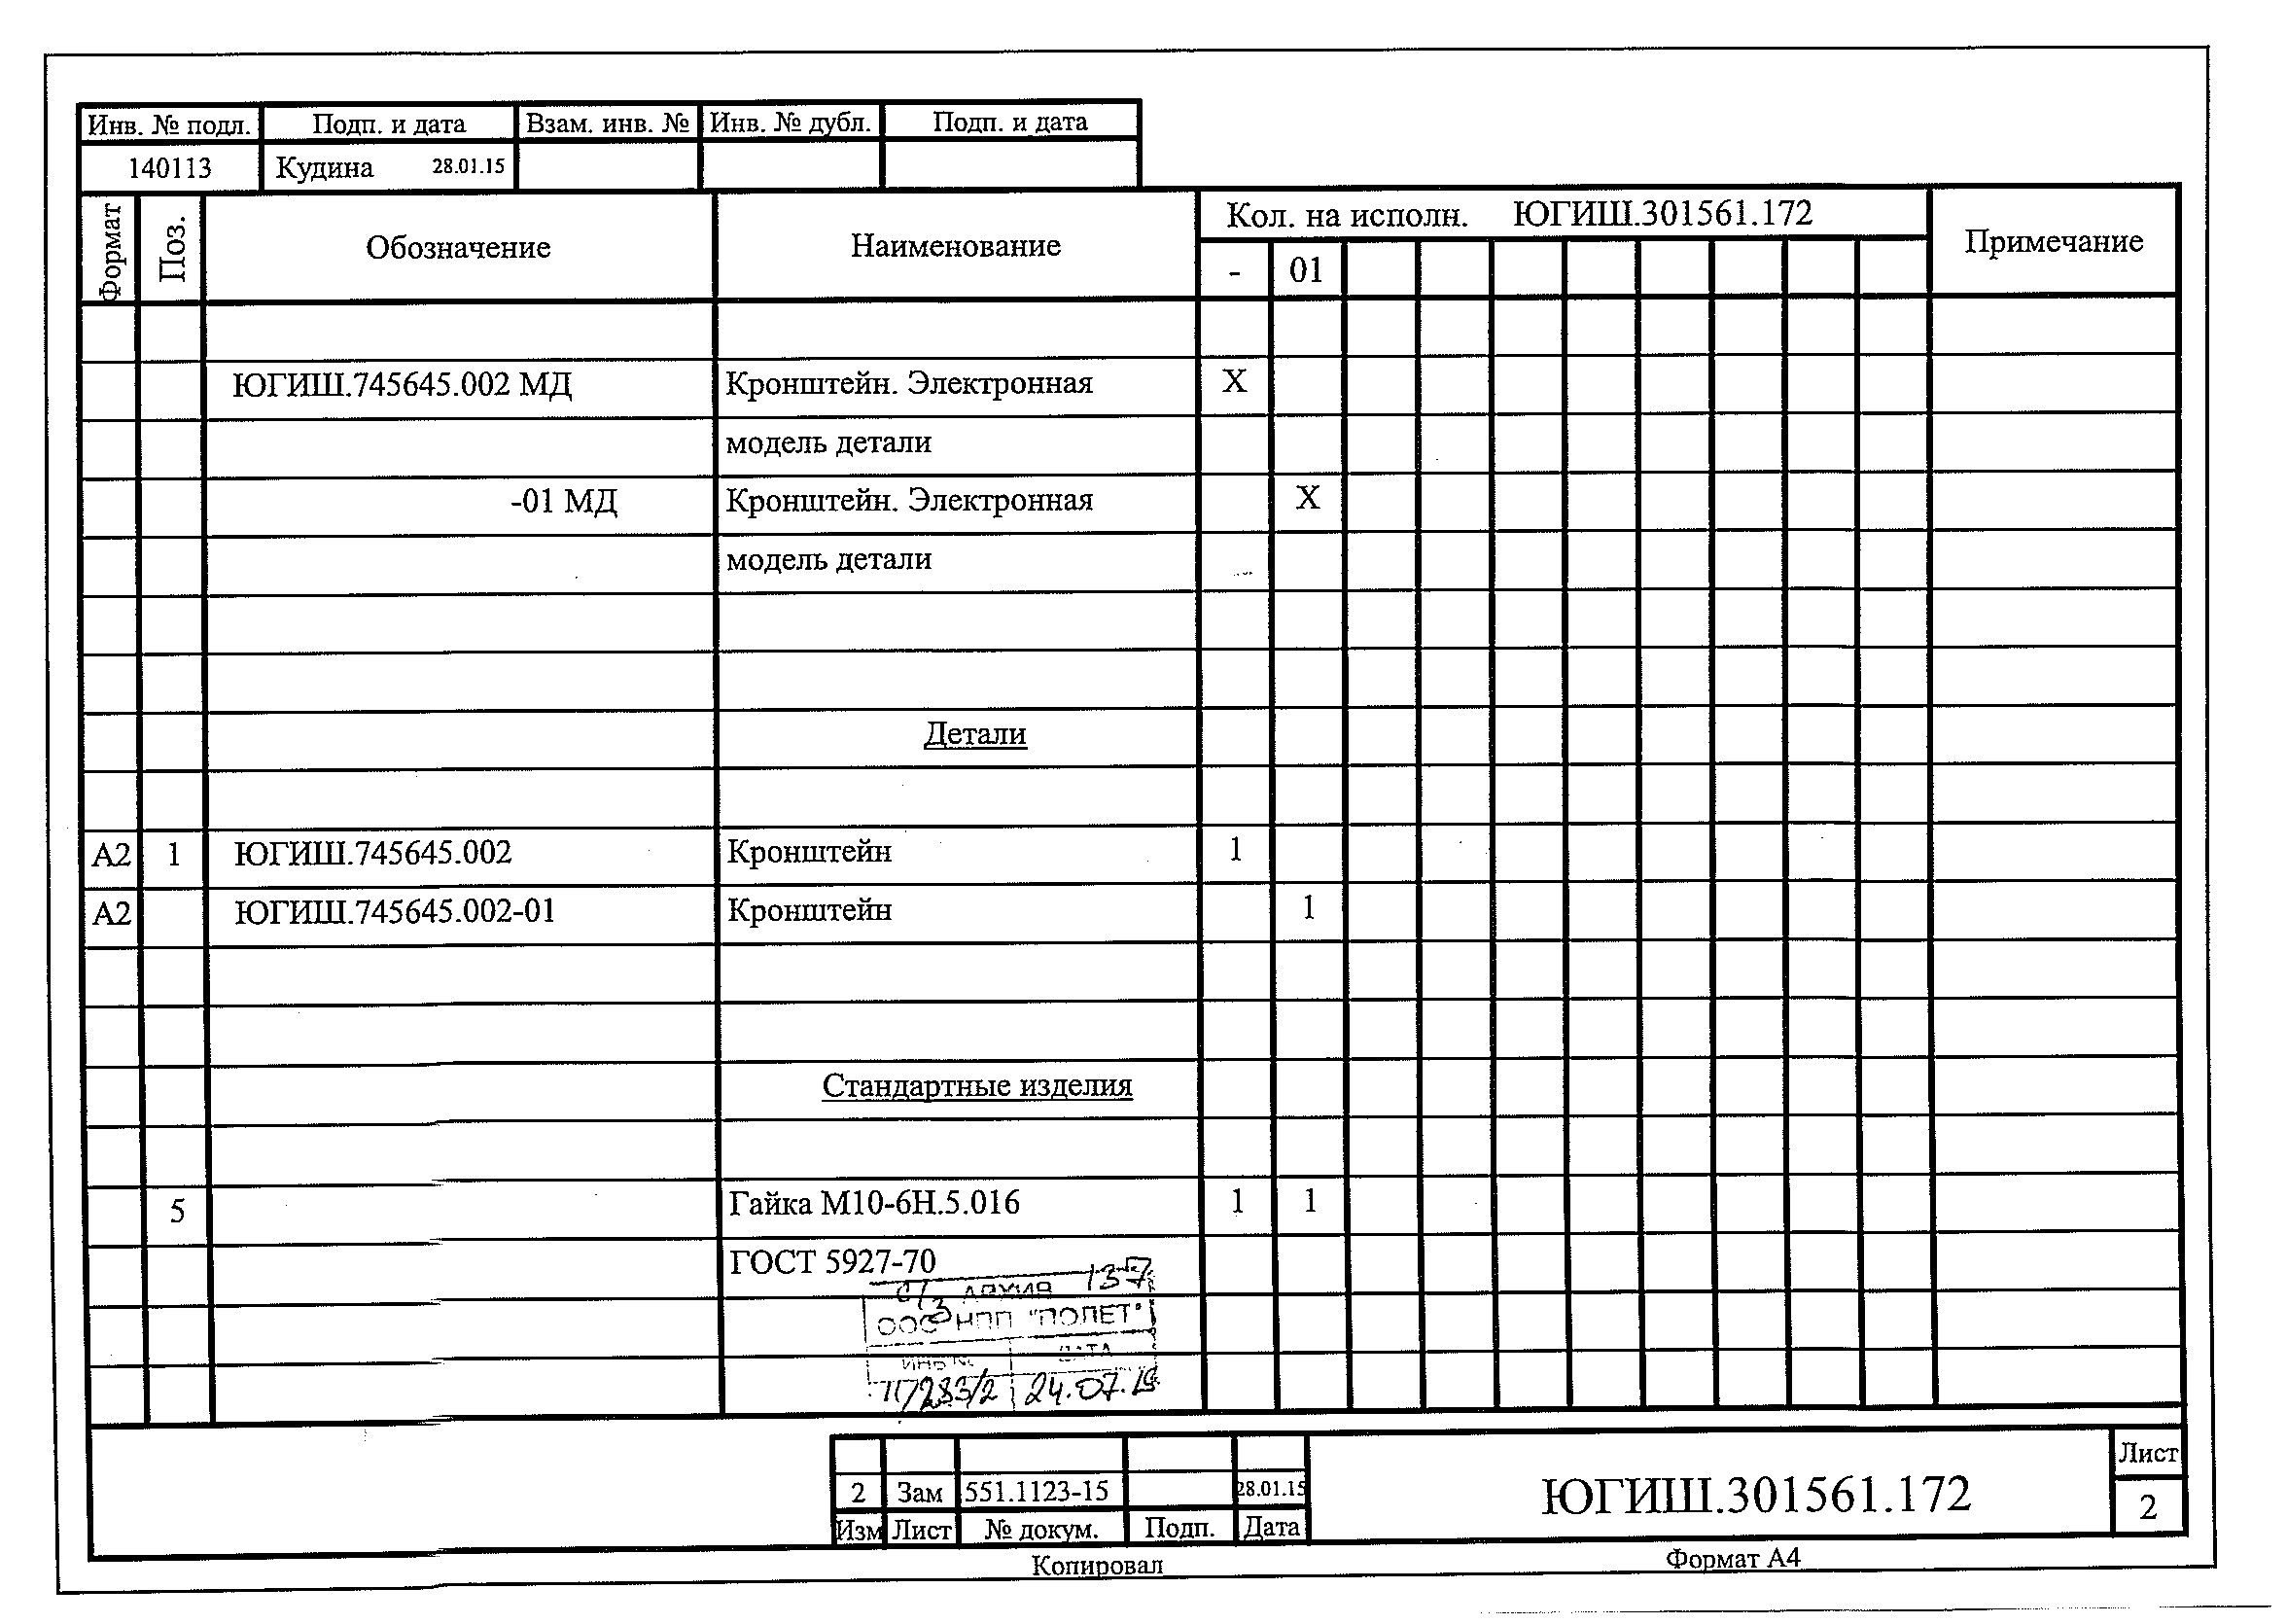 Инв. № подл. Подп. и дата Взам. инв. № Инв. № дубл. Подп. и дата
140113 Кудина 28.01.15
Формат Поз. Обозначение Наименование Кол. на исполн. ЮГИШ.301561.172 Примечание
- 01
ЮГИШ.745645.002 МД Кронштейн. Электронная X
модель детали
-01 МД Кронштейн. Электронная X
модель детали
Детали
А2 1 ЮГИШ.745645.002 Кронштейн 1
А2 ЮГИШ.745645.002-01 Кронштейн 1
Стандартные изделия
5 Гайка М10-6Н.5.016 1 1
ГОСТ 5927-70
АРХИВ 137
НПП "ПОЛЕТ"
ИНВ № ДАТА
24.07.
2 Зам 551.1123-15 28.01.15
Изм Лист № докум. Подп. Дата
ЮГИШ.301561.172
Лист
2
Копировал Формат А4